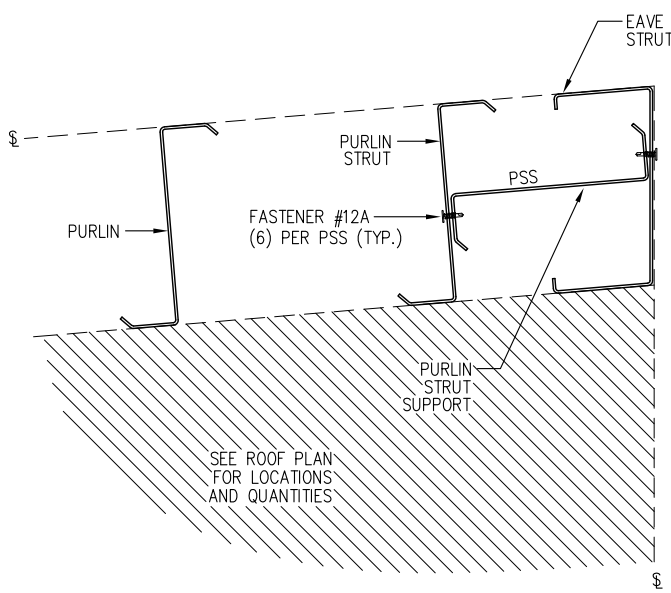 EAVE
STRUT
℄
PURLIN
STRUT
PSS
FASTENER #12A
(6) PER PSS (TYP.)
PURLIN
PURLIN
STRUT
SUPPORT
SEE ROOF PLAN
FOR LOCATIONS
AND QUANTITIES
℄